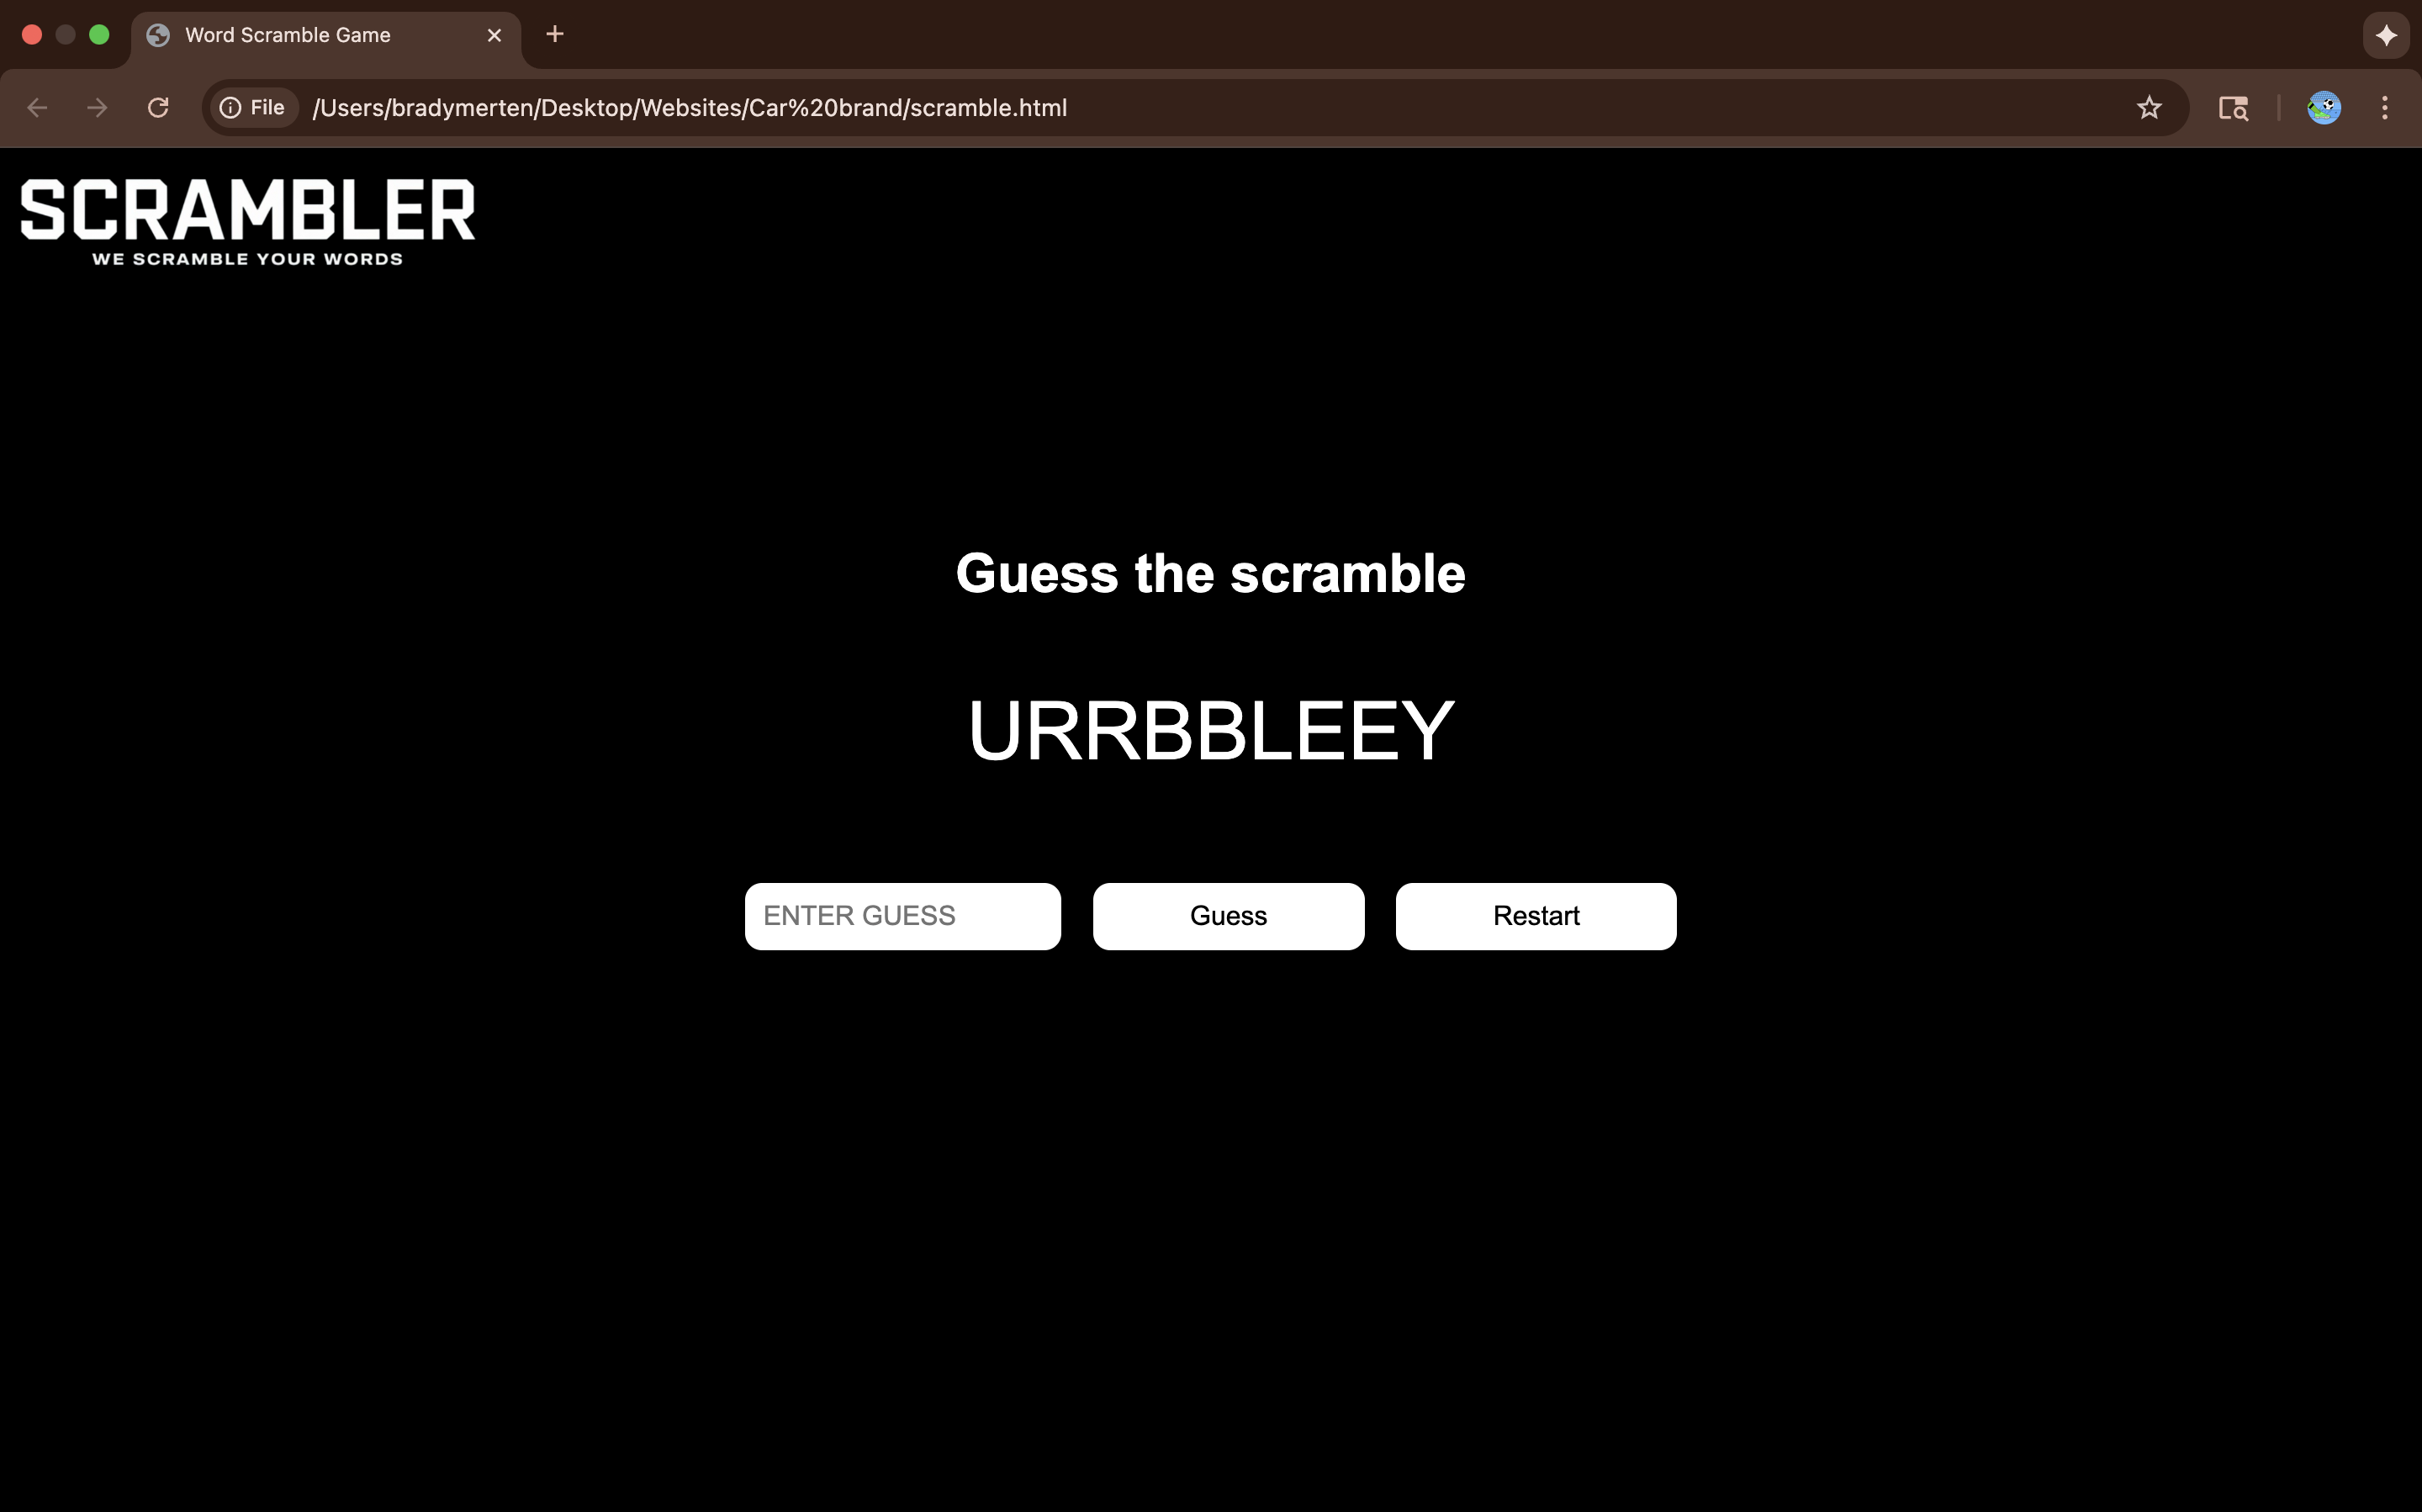 Word Scramble Game
File /Users/bradymerten/Desktop/Websites/Car%20brand/scramble.html
SCRAMBLER
WE SCRAMBLE YOUR WORDS
Guess the scramble
URRBBLEEY
ENTER GUESS Guess Restart